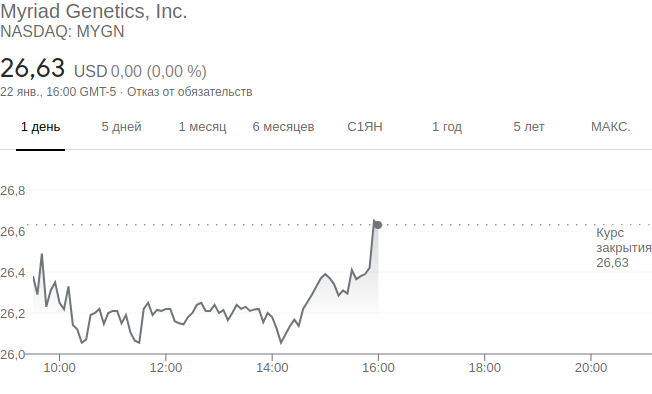 Myriad Genetics, Inc.
NASDAQ: MYGN
26,63 USD 0,00 (0,00 %)
22 янв., 16:00 GMT-5 · Отказ от обязательств
1 день 5 дней 1 месяц 6 месяцев С1ЯН 1 год 5 лет МАКС.
26,8
26,6
Курс
закрытия
26,63
26,4
26,2
26,0
10:00 12:00 14:00 16:00 18:00 20:00